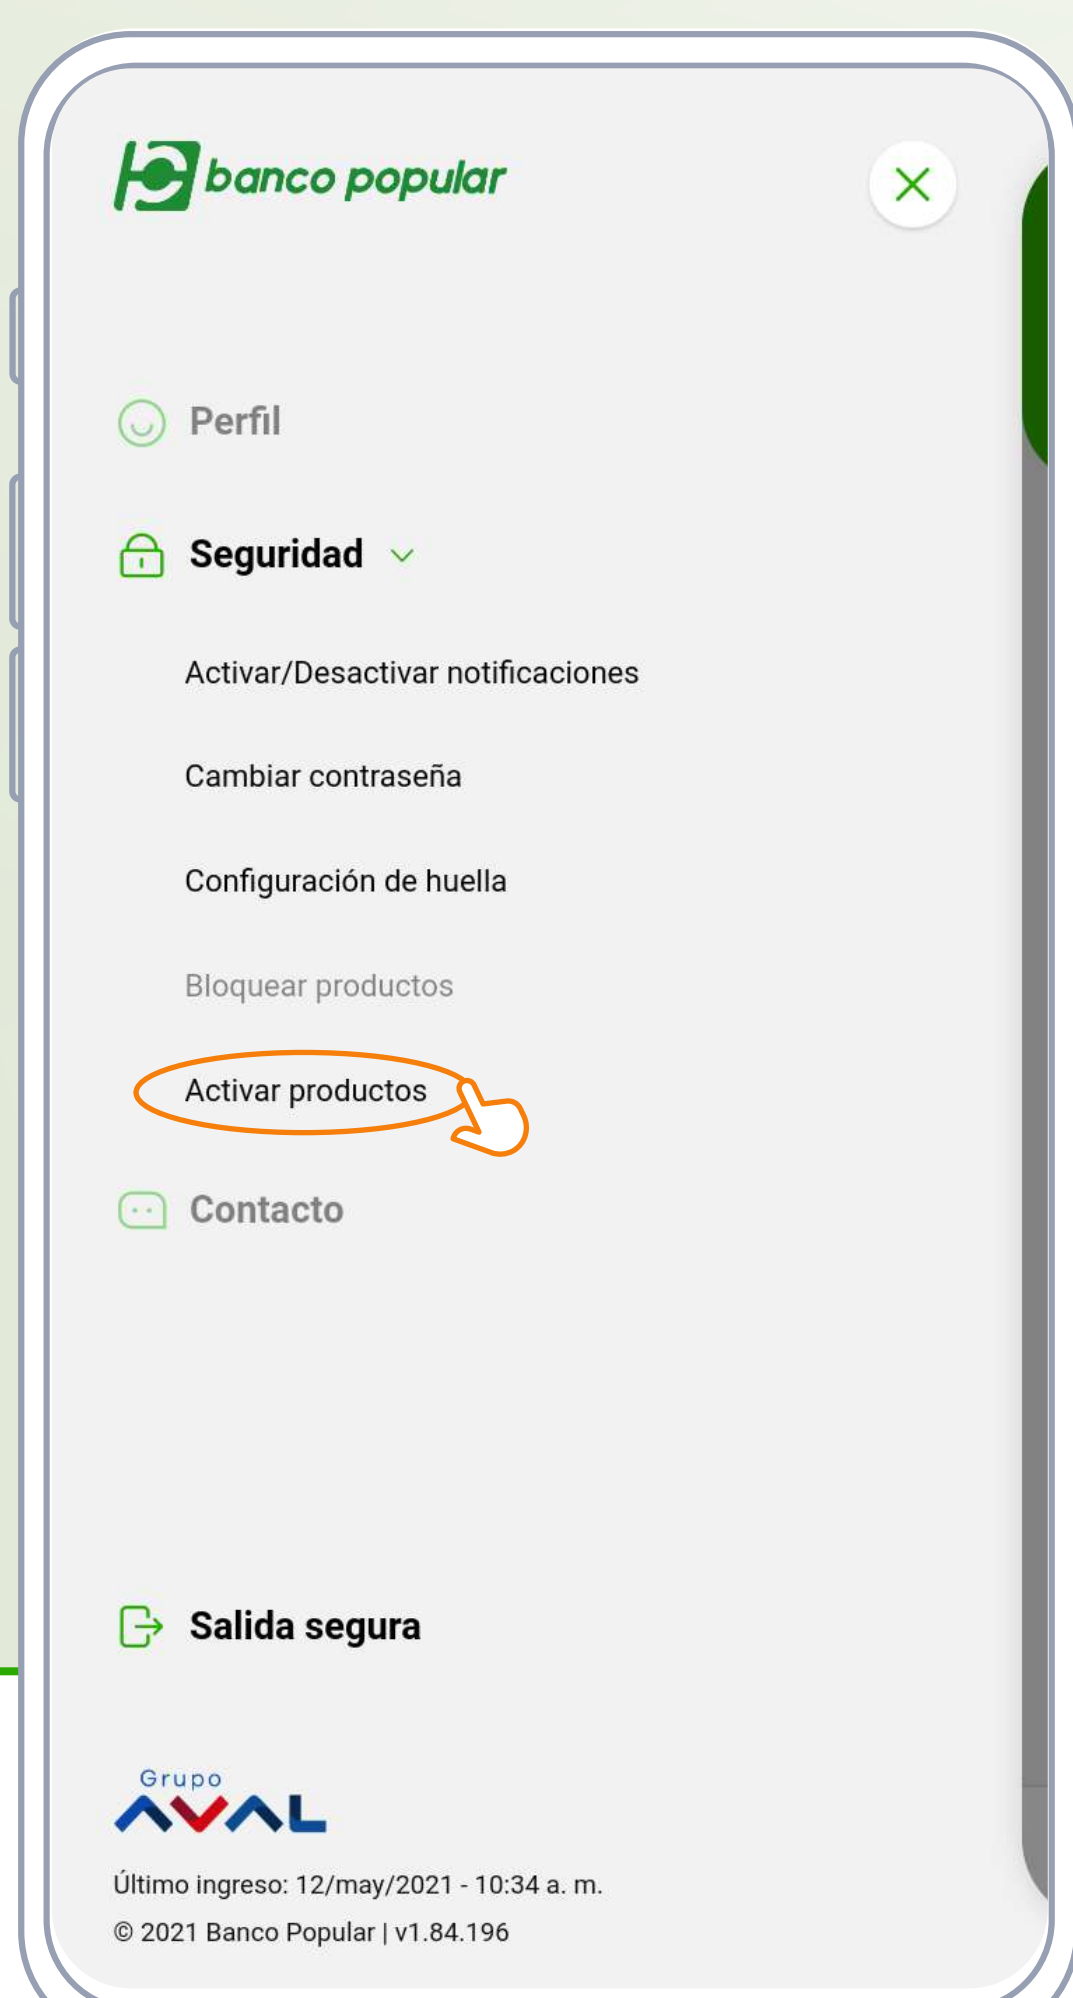 banco popular
Perfil
Seguridad
Activar/Desactivar notificaciones
Cambiar contraseña
Configuración de huella
Bloquear productos
Activar productos
Contacto
Salida segura
Grupo
AVAL
Último ingreso: 12/may/2021 - 10:34 a. m.
© 2021 Banco Popular | v1.84.196